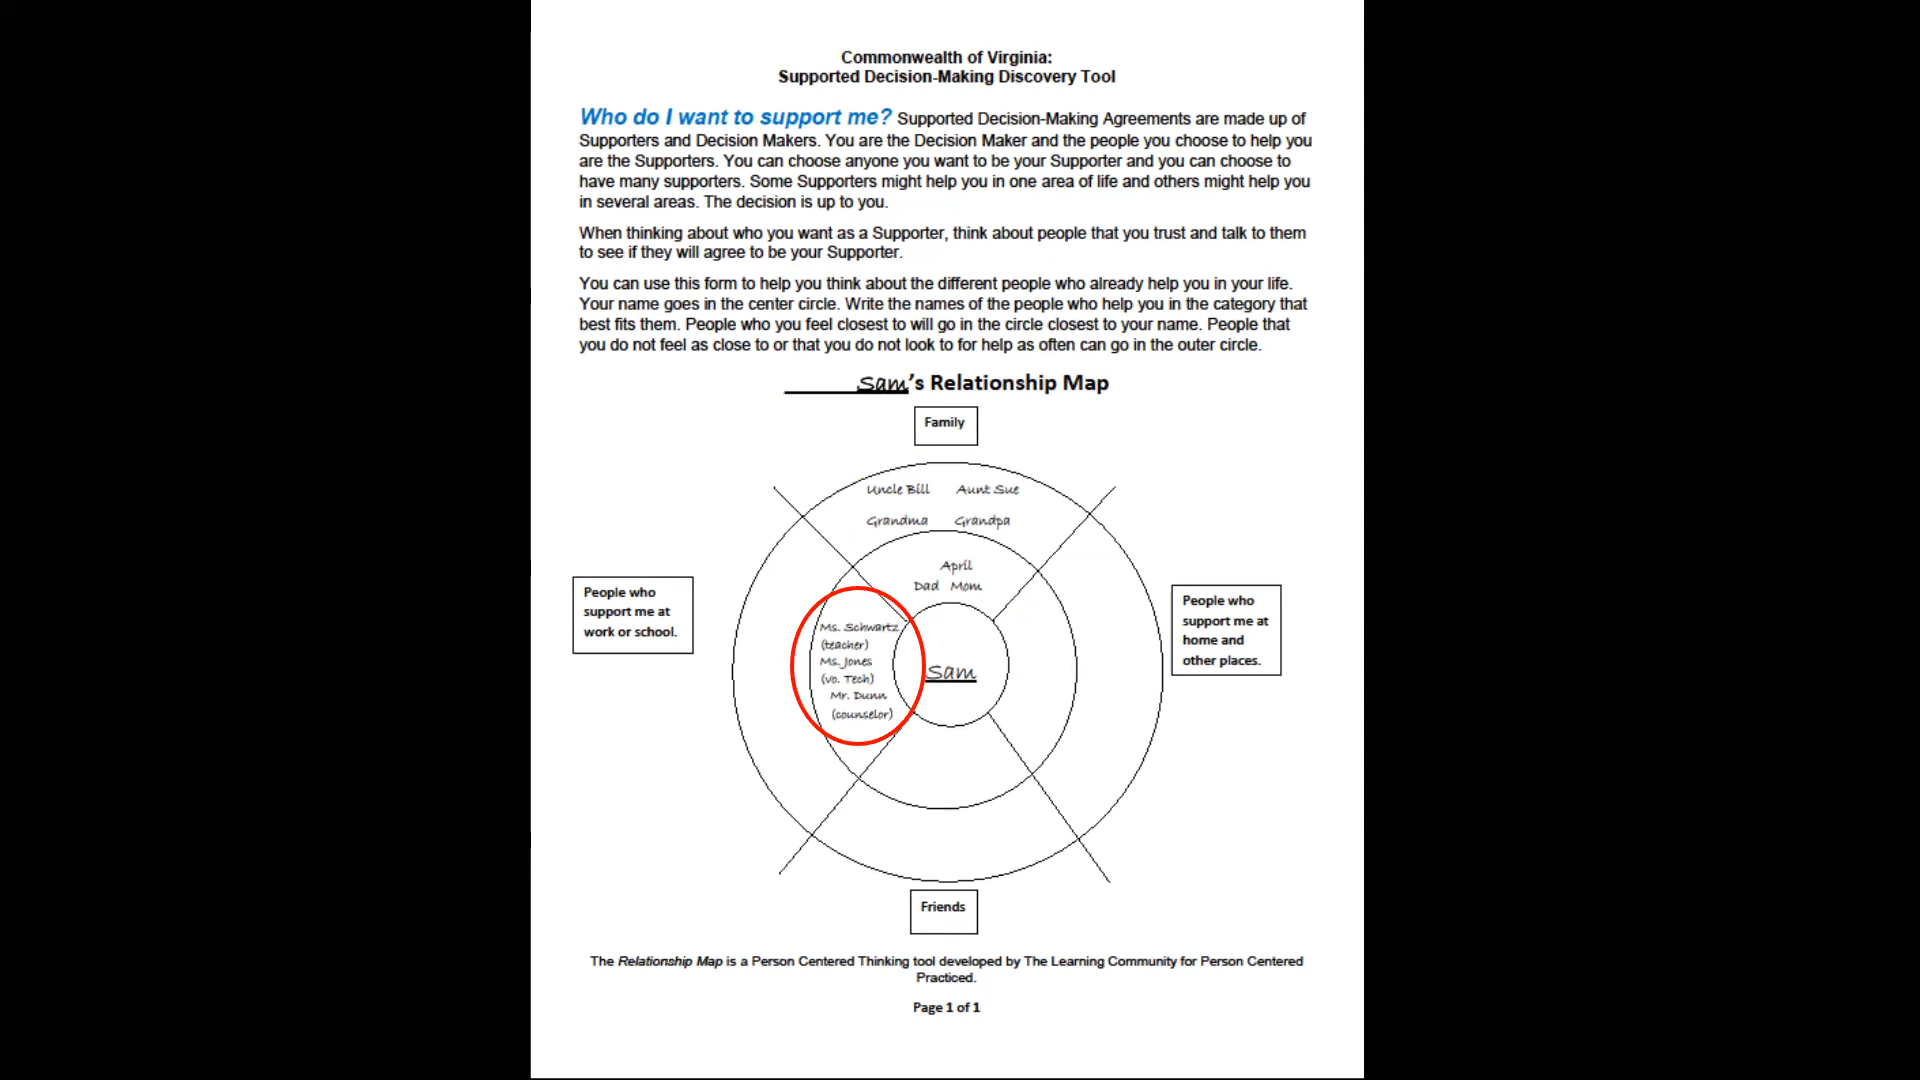 Commonwealth of Virginia:
Supported Decision-Making Discovery Tool
Who do I want to support me? Supported Decision-Making Agreements are made up of
Supporters and Decision Makers. You are the Decision Maker and the people you choose to help you
are the Supporters. You can choose anyone you want to be your Supporter and you can choose to
have many supporters. Some Supporters might help you in one area of life and others might help you
in several areas. The decision is up to you.
When thinking about who you want as a Supporter, think about people that you trust and talk to them
to see if they will agree to be your Supporter.
You can use this form to help you think about the different people who already help you in your life.
Your name goes in the center circle. Write the names of the people who help you in the category that
best fits them. People who you feel closest to will go in the circle closest to your name. People that
you do not feel as close to or that you do not look to for help as often can go in the outer circle.
Sam's Relationship Map
Family
Uncle Bill Aunt Sue
Grandma Grandpa
April
Dad Mom
People who
support me at
work or school.
Ms. Schwartz
(teacher)
Ms. Jones
(vo. Tech)
Mr. Dunn
(counselor)
Sam
People who
support me at
home and
other places.
Friends
The Relationship Map is a Person Centered Thinking tool developed by The Learning Community for Person Centered
Practiced.
Page 1 of 1